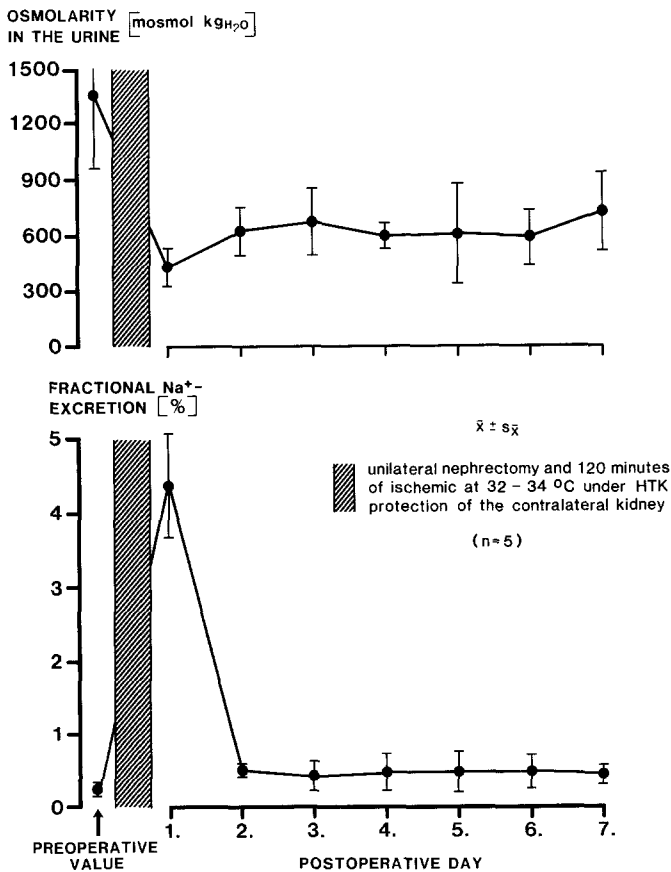 OSMOLARITY
IN THE URINE [mosmol kgH₂O]
1500
1200
900
600
300
0
FRACTIONAL Na⁺-
EXCRETION [%]
5
4
3
2
1
0
x̄ ± sx̄
unilateral nephrectomy and 120 minutes
of ischemic at 32 – 34 °C under HTK
protection of the contralateral kidney
(n=5)
1. 2. 3. 4. 5. 6. 7.
PREOPERATIVE
VALUE
POSTOPERATIVE DAY